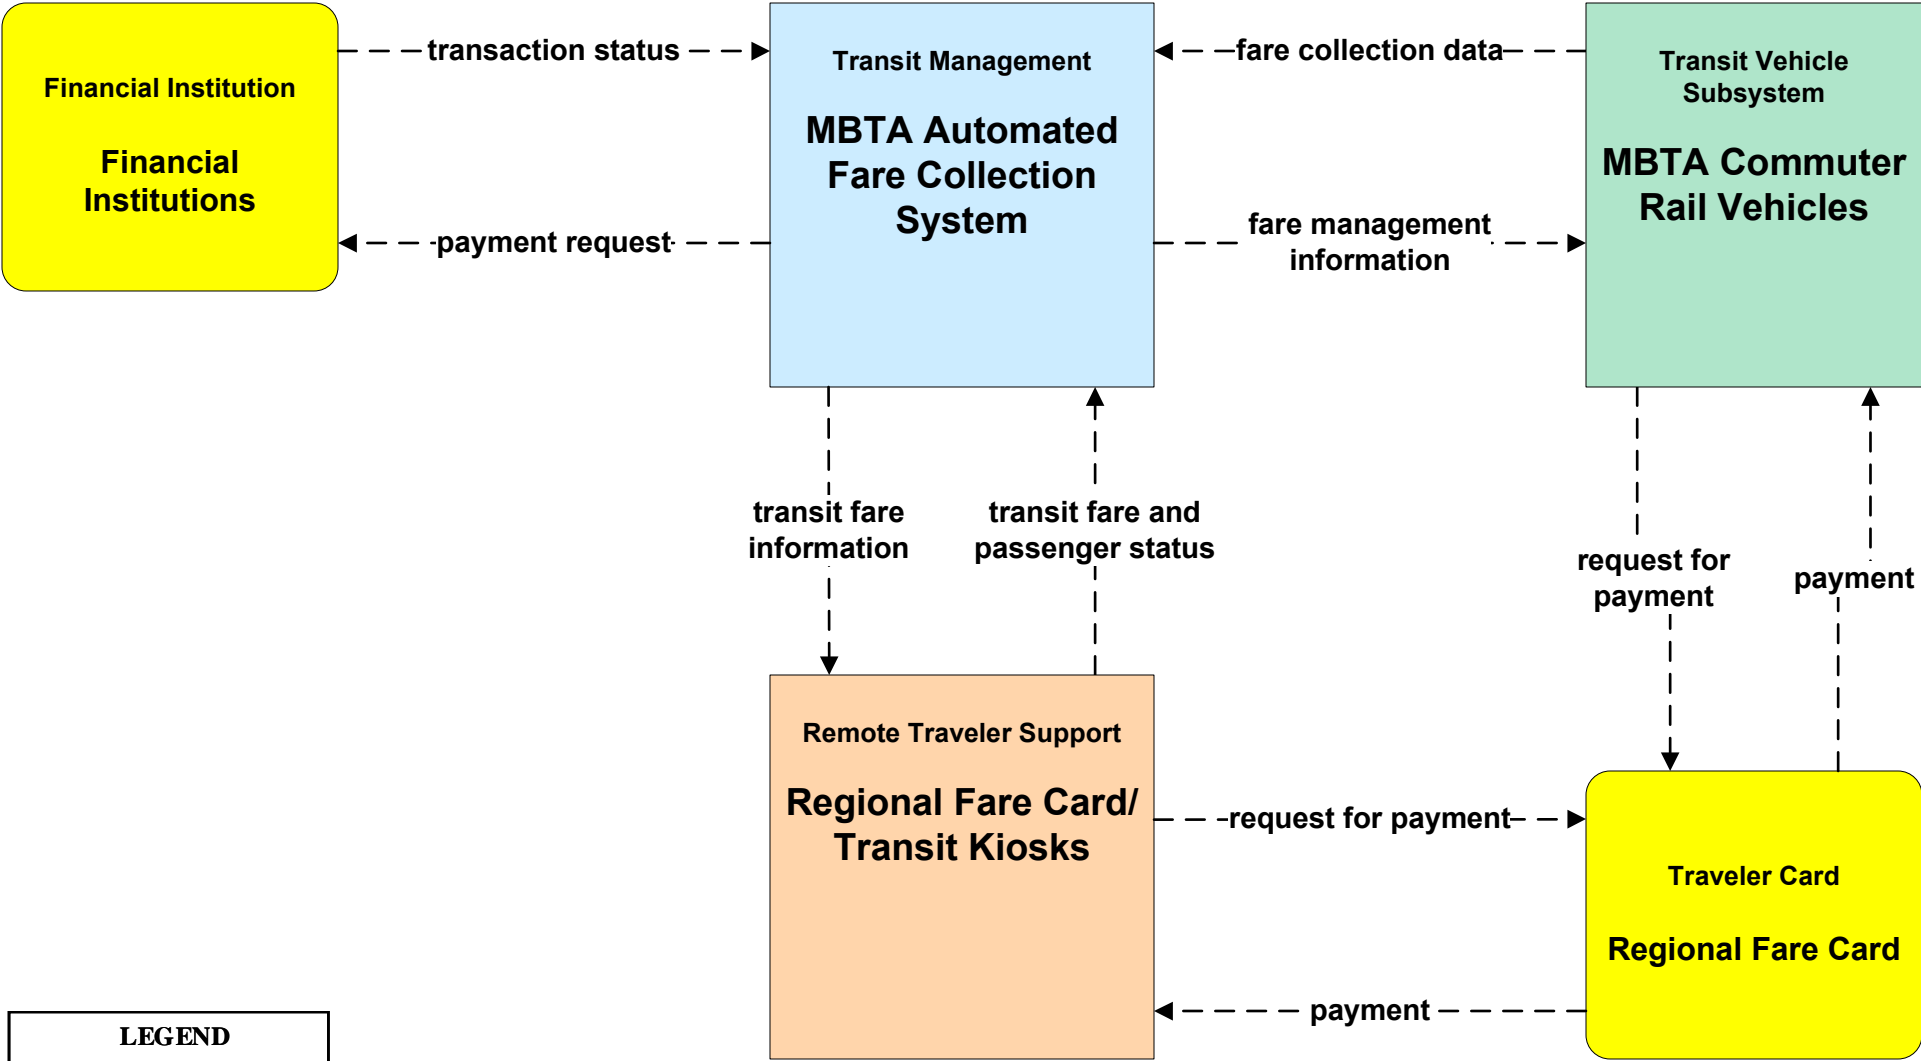 transaction status
fare collection data
Financial Institution
Financial
Institutions
Transit Management
MBTA Automated
Fare Collection
System
Transit Vehicle
Subsystem
MBTA Commuter
Rail Vehicles
payment request
fare management
information
transit fare
information
transit fare and
passenger status
request for
payment
payment
Remote Traveler Support
Regional Fare Card/
Transit Kiosks
request for payment
Traveler Card
Regional Fare Card
payment
LEGEND